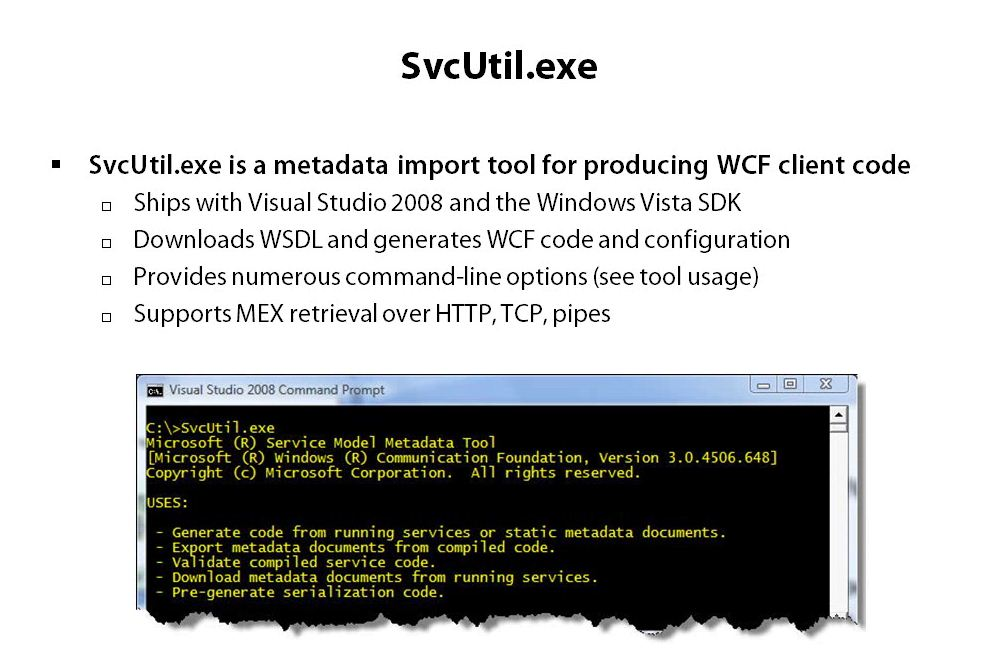 SvcUtil.exe
SvcUtil.exe is a metadata import tool for producing WCF client code
Ships with Visual Studio 2008 and the Windows Vista SDK
Downloads WSDL and generates WCF code and configuration
Provides numerous command-line options (see tool usage)
Supports MEX retrieval over HTTP, TCP, pipes
C:\. Visual Studio 2008 Command Prompt
C:\>SvcUtil.exe
Microsoft (R) Service Model Metadata Tool
[Microsoft (R) Windows (R) Communication Foundation, Version 3.0.4506.648]
Copyright (c) Microsoft Corporation.  All rights reserved.
USES:
- Generate code from running services or static metadata documents.
- Export metadata documents from compiled code.
- Validate compiled service code.
- Download metadata documents from running services.
- Pre-generate serialization code.